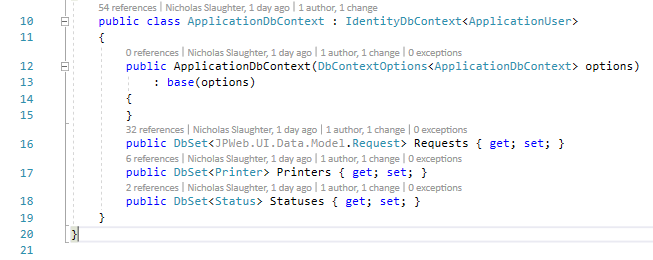 54 references | Nicholas Slaughter, 1 day ago | 1 author, 1 change
10 public class ApplicationDbContext : IdentityDbContext<ApplicationUser>
11 {
0 references | Nicholas Slaughter, 1 day ago | 1 author, 1 change | 0 exceptions
12 public ApplicationDbContext(DbContextOptions<ApplicationDbContext> options)
13 : base(options)
14 {
15 }
32 references | Nicholas Slaughter, 1 day ago | 1 author, 1 change | 0 exceptions
16 public DbSet<JPWeb.UI.Data.Model.Request> Requests { get; set; }
6 references | Nicholas Slaughter, 1 day ago | 1 author, 1 change | 0 exceptions
17 public DbSet<Printer> Printers { get; set; }
2 references | Nicholas Slaughter, 1 day ago | 1 author, 1 change | 0 exceptions
18 public DbSet<Status> Statuses { get; set; }
19 }
20 }
21